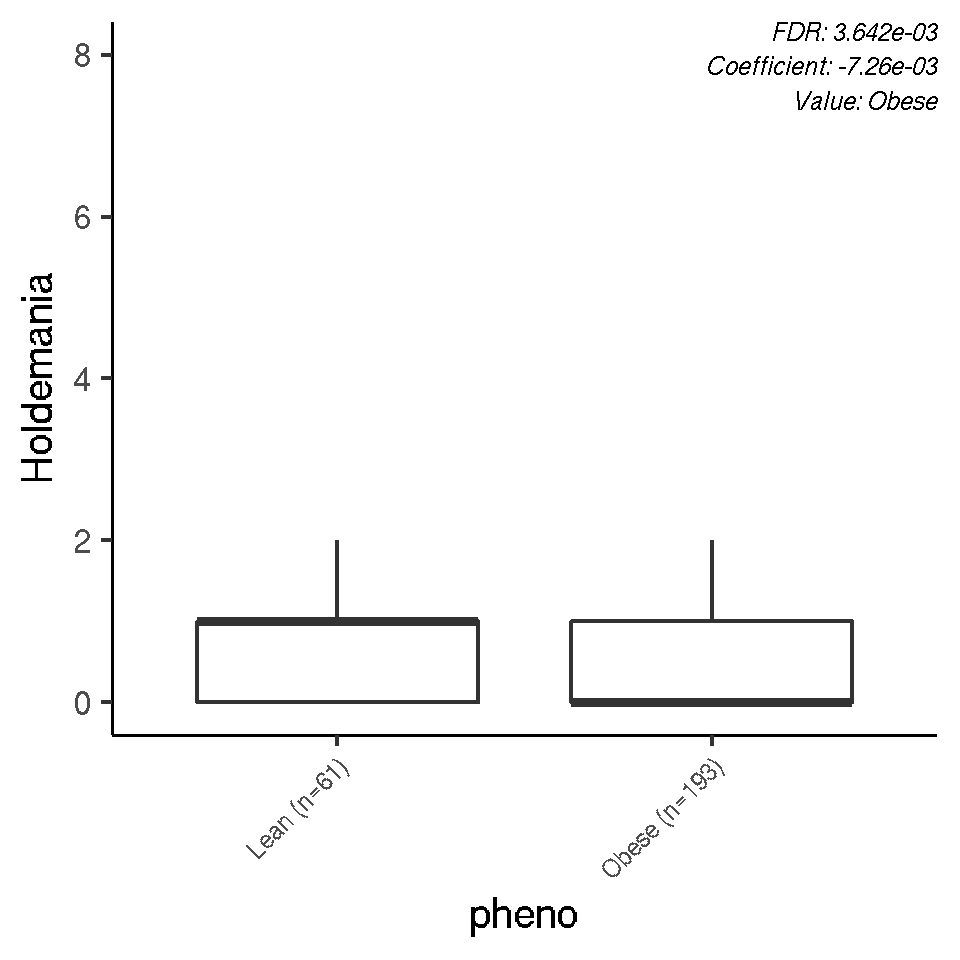 FDR: 3.642e-03
Coefficient: -7.26e-03
Value: Obese
8
6
4
2
0
Holdemania
Lean (n=61)
Obese (n=193)
pheno